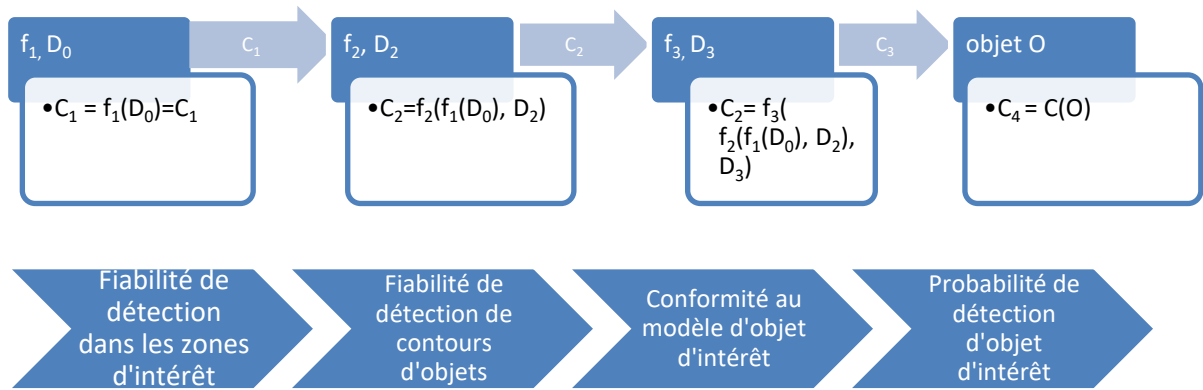 f₁, D₀
C₁
f₂, D₂
C₂
f₃, D₃
C₃
objet O
•C₁ = f₁(D₀)=C₁
•C₂=f₂(f₁(D₀), D₂)
•C₂= f₃(
f₂(f₁(D₀), D₂),
D₃)
•C₄ = C(O)
Fiabilité de
détection
dans les zones
d'intérêt
Fiabilité de
détection de
contours
d'objets
Conformité au
modèle d'objet
d'intérêt
Probabilité de
détection
d'objet
d'intérêt